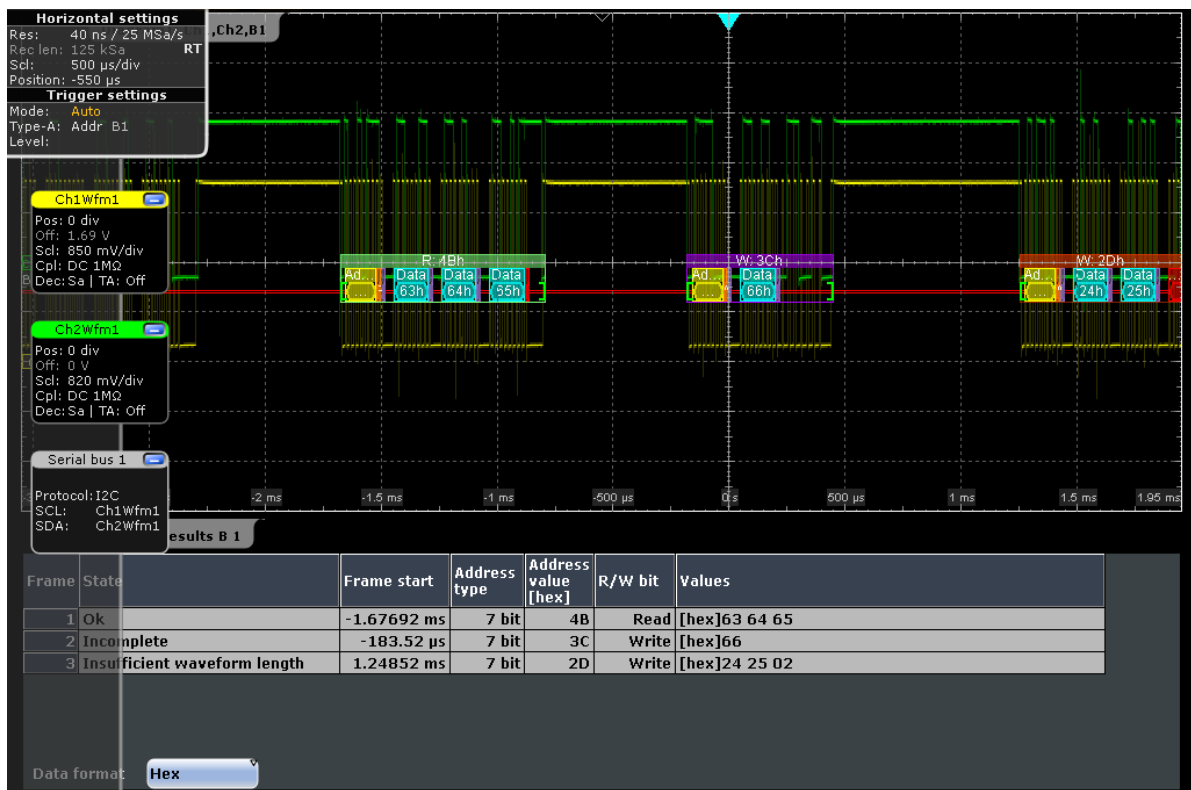 Horizontal settings
Res: 40 ns / 25 MSa/s
Rec len: 125 kSa RT
Scl: 500 µs/div
Position: -550 µs
Trigger settings
Mode: Auto
Type-A: Addr B1
Level:
,Ch2,B1
Ch1Wfm1
Pos: 0 div
Off: 1.69 V
Scl: 850 mV/div
Cpl: DC 1MΩ
Dec: Sa | TA: Off
Ch2Wfm1
Pos: 0 div
Off: 0 V
Scl: 820 mV/div
Cpl: DC 1MΩ
Dec: Sa | TA: Off
Serial bus 1
Protocol: I2C
SCL: Ch1Wfm1
SDA: Ch2Wfm1
R: 4Bh
Ad... Data Data Data
... 63h 64h 55h
W: 3Ch
Ad... Data
... 66h
W: 2Dh
Ad... Data Data
... 24h 25h
-2 ms -1.5 ms -1 ms -500 µs 0 s 500 µs 1 ms 1.5 ms 1.95 ms
esults B 1
Frame State Frame start Address type Address value [hex] R/W bit Values
1 Ok -1.67692 ms 7 bit 4B Read [hex]63 64 65
2 Incomplete -183.52 µs 7 bit 3C Write [hex]66
3 Insufficient waveform length 1.24852 ms 7 bit 2D Write [hex]24 25 02
Data format Hex